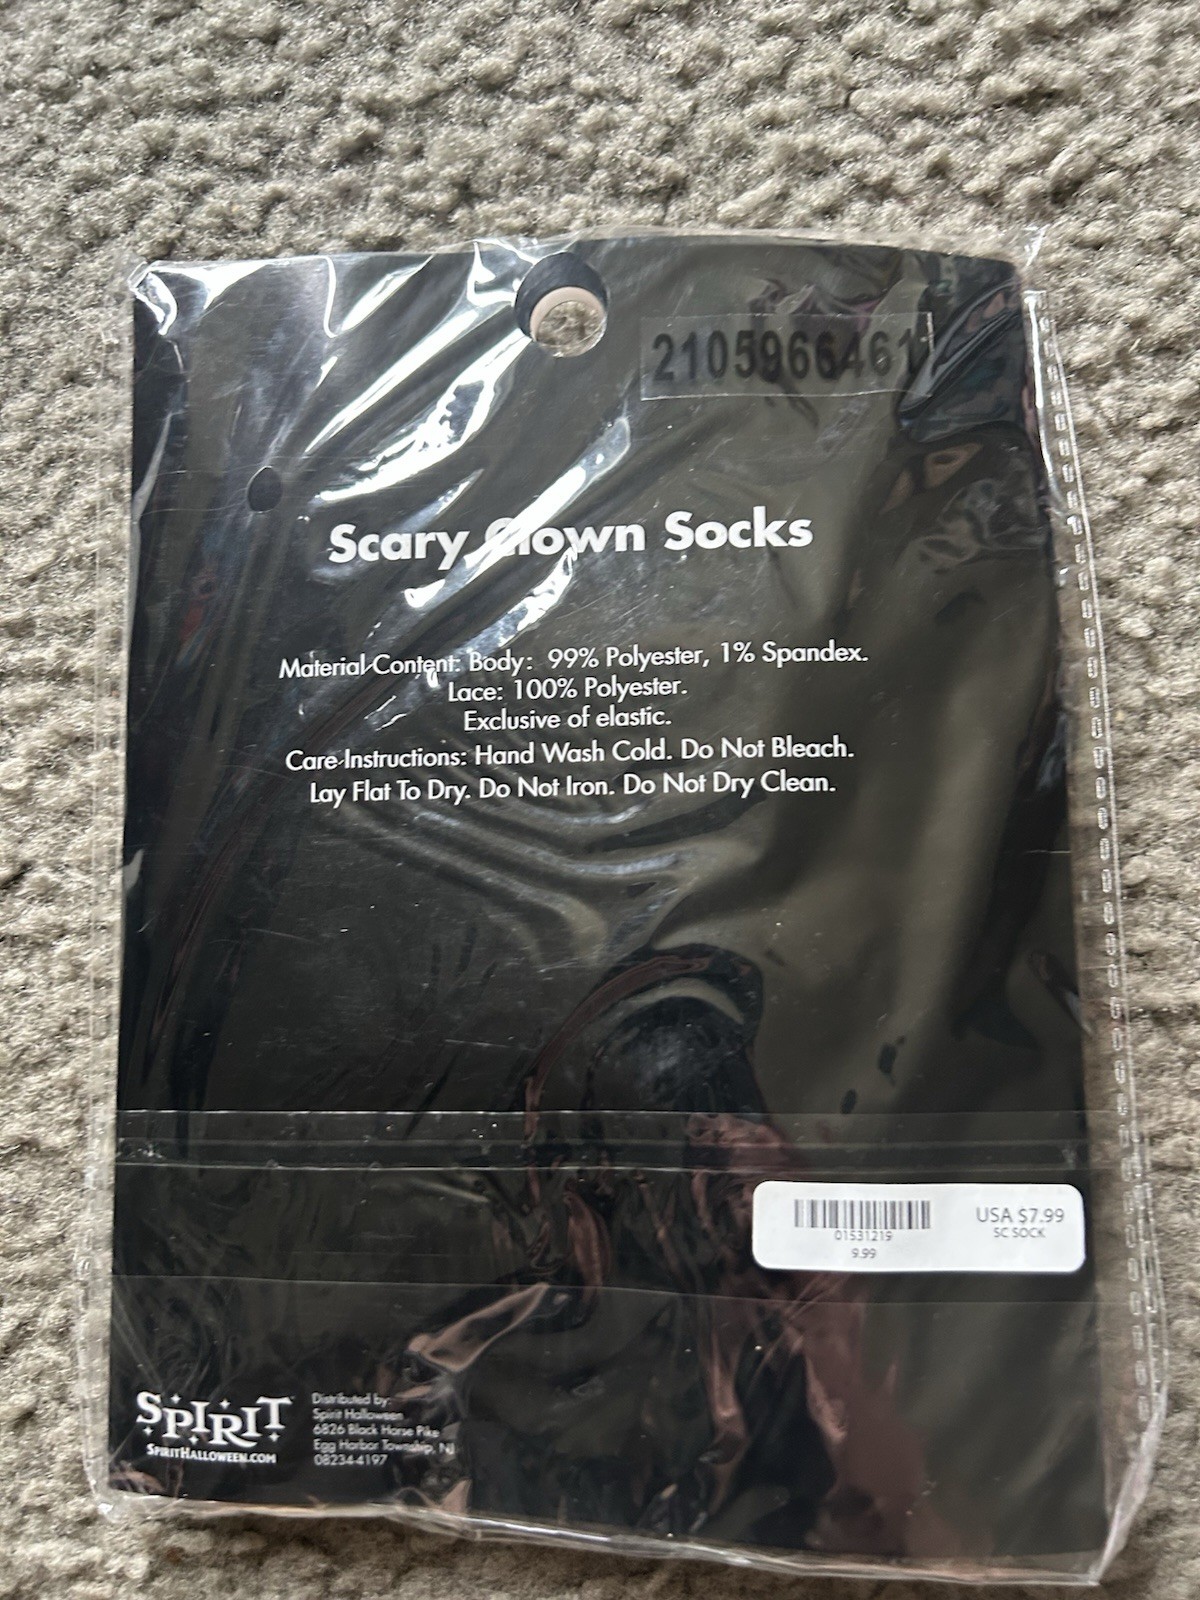 2105966461
Scary Clown Socks
Material Content: Body: 99% Polyester, 1% Spandex.
Lace: 100% Polyester.
Exclusive of elastic.
Care Instructions: Hand Wash Cold. Do Not Bleach.
Lay Flat To Dry. Do Not Iron. Do Not Dry Clean.
01531219
9.99
USA $7.99
SC SOCK
SPIRIT
SPIRITHALLOWEEN.COM
Distributed by:
Spirit Halloween
6826 Black Horse Pike
Egg Harbor Township, NJ
08234-4197